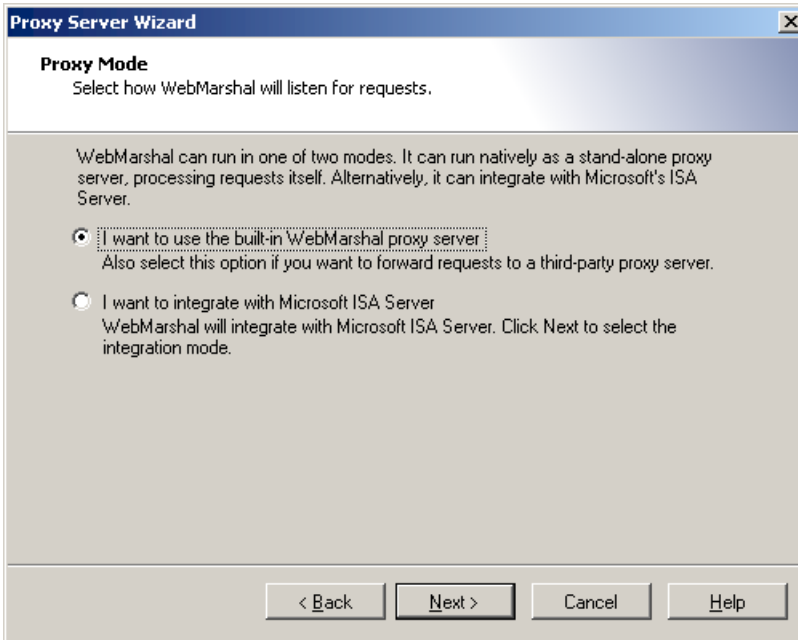 Proxy Server Wizard
Proxy Mode
Select how WebMarshal will listen for requests.
WebMarshal can run in one of two modes. It can run natively as a stand-alone proxy
server, processing requests itself. Alternatively, it can integrate with Microsoft's ISA
Server.
I want to use the built-in WebMarshal proxy server
Also select this option if you want to forward requests to a third-party proxy server.
I want to integrate with Microsoft ISA Server
WebMarshal will integrate with Microsoft ISA Server. Click Next to select the
integration mode.
< Back Next > Cancel Help